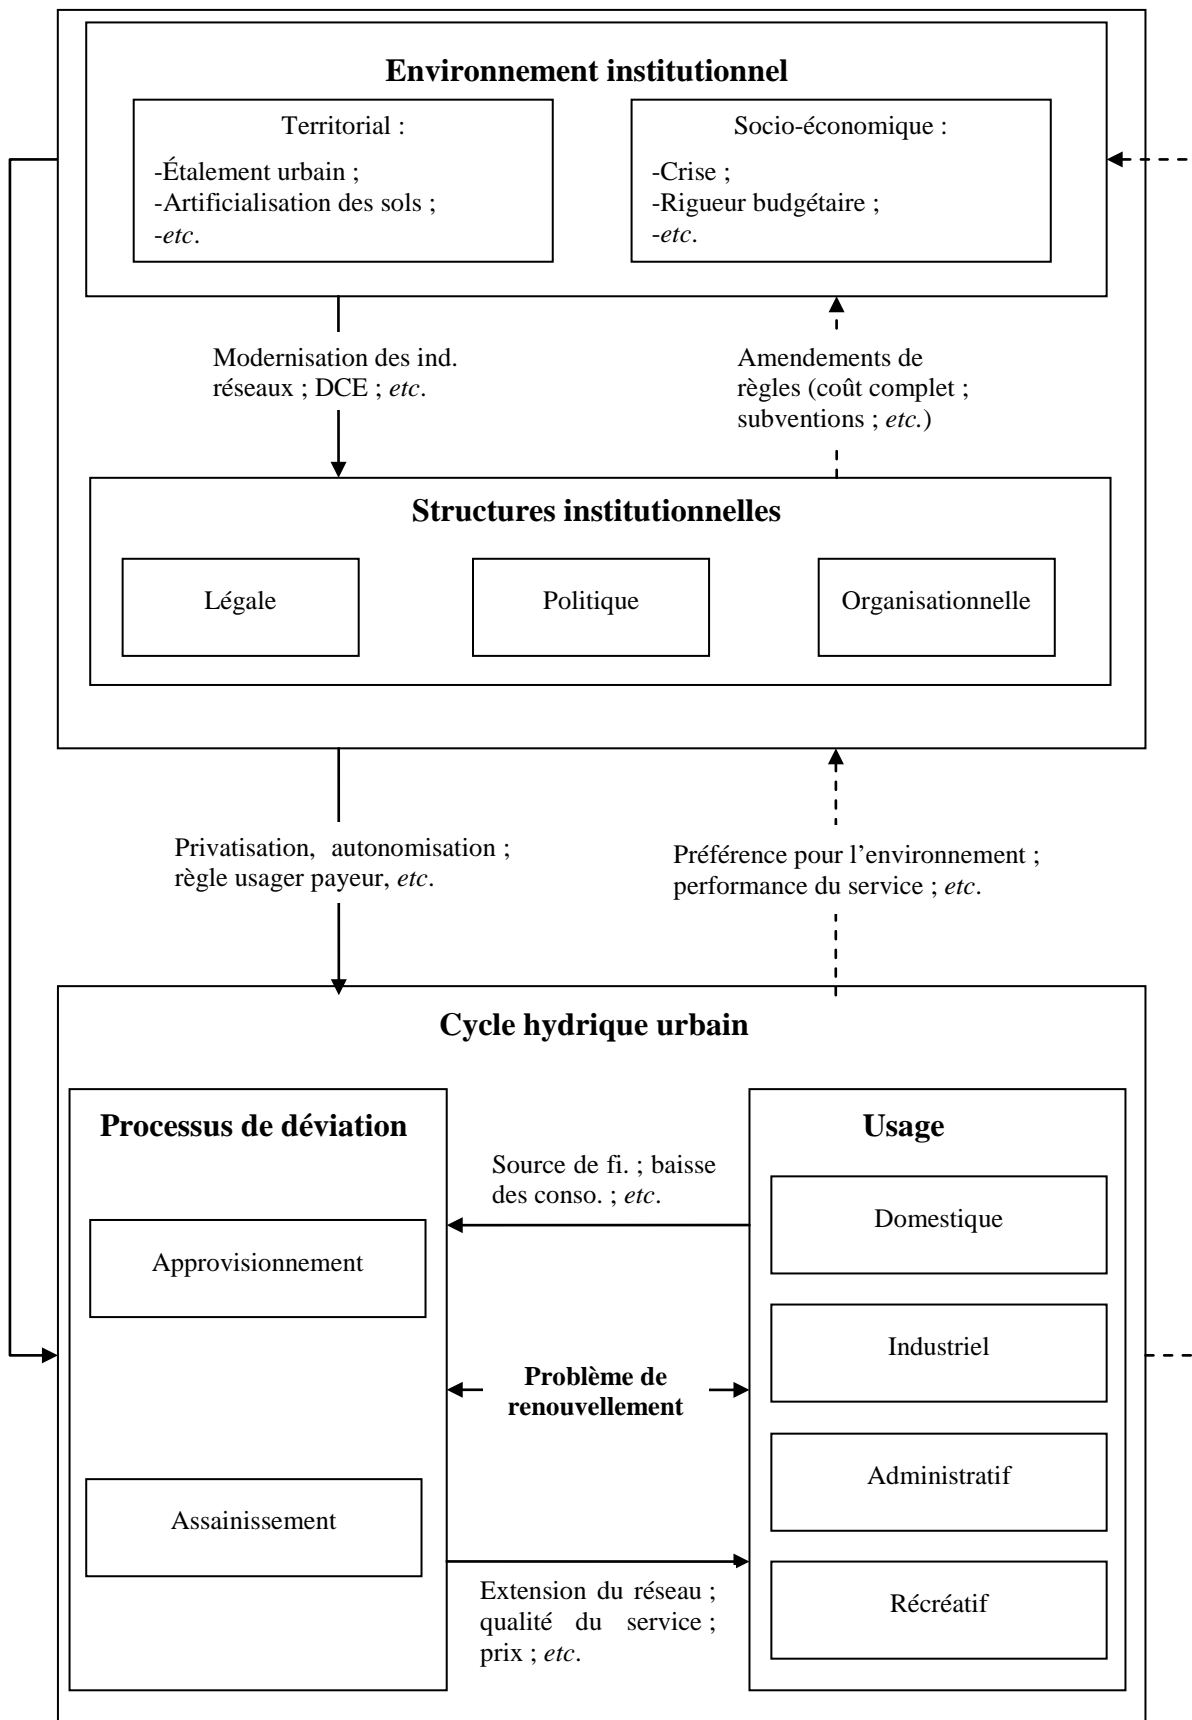 Environnement institutionnel
Territorial :
-Étalement urbain ;
-Artificialisation des sols ;
-etc.
Socio-économique :
-Crise ;
-Rigueur budgétaire ;
-etc.
Modernisation des ind.
réseaux ; DCE ; etc.
Amendements de
règles (coût complet ;
subventions ; etc.)
Structures institutionnelles
Légale
Politique
Organisationnelle
Privatisation, autonomisation ;
règle usager payeur, etc.
Préférence pour l’environnement ;
performance du service ; etc.
Cycle hydrique urbain
Processus de déviation
Approvisionnement
Assainissement
Source de fi. ; baisse
des conso. ; etc.
Problème de
renouvellement
Extension du réseau ;
qualité du service ;
prix ; etc.
Usage
Domestique
Industriel
Administratif
Récréatif